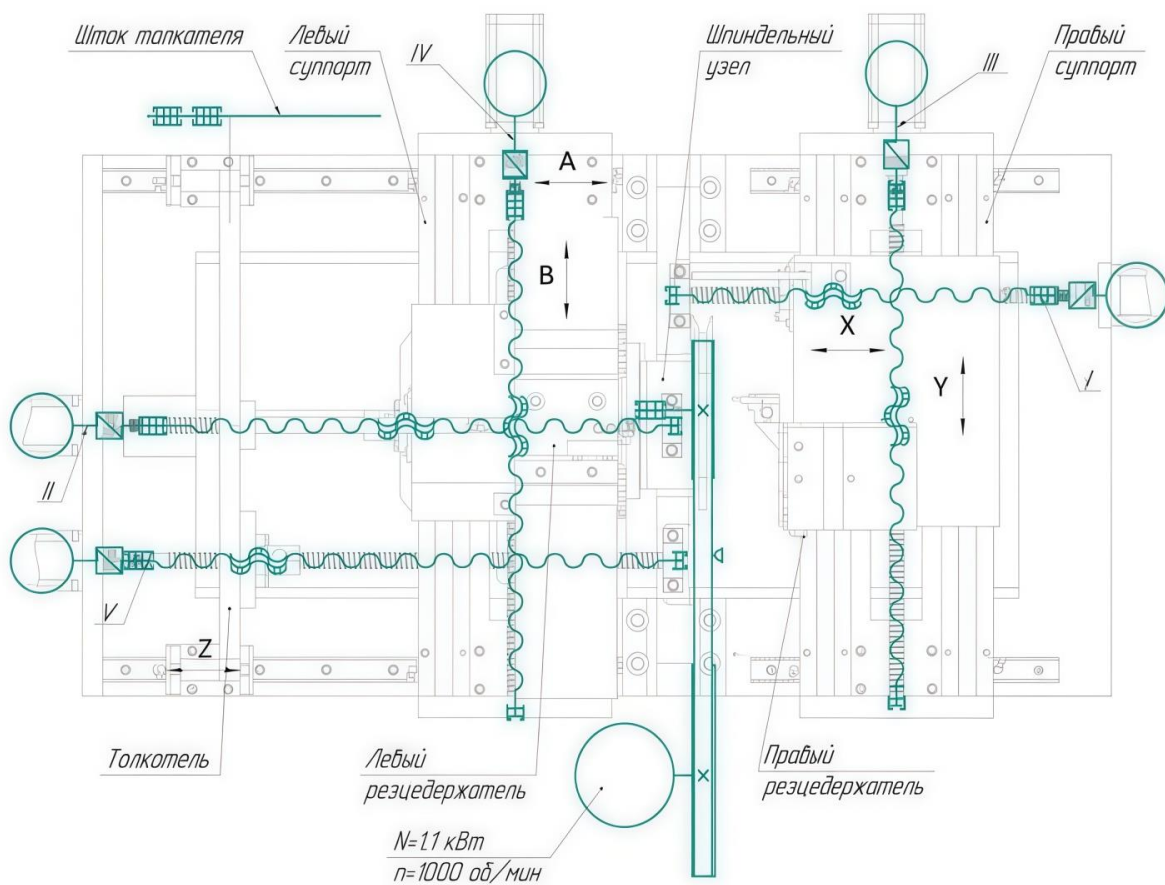 Шток толкателя
Левый
суппорт
IV
Шпиндельный
узел
III
Правый
суппорт
A
B
X
Y
I
II
V
Z
Толкотель
Левый
резцедержатель
Правый
резцедержатель
N=1.1 кВт
n=1000 об/мин